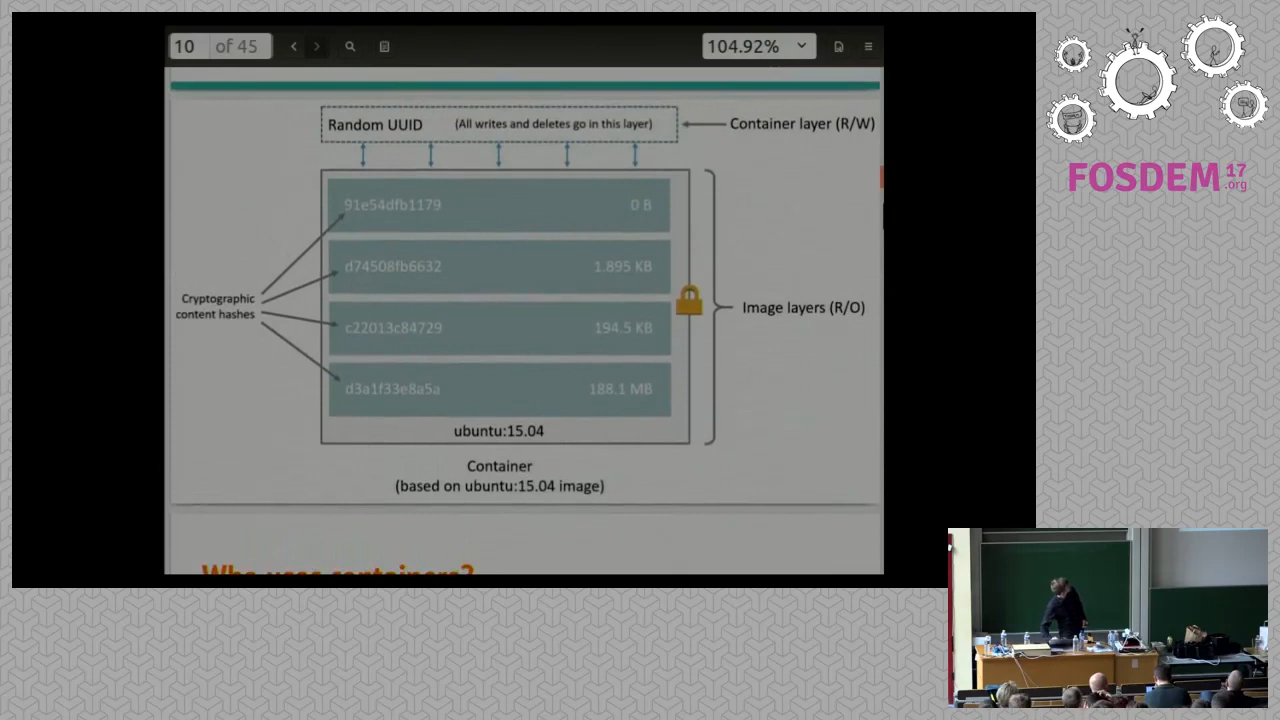 10 of 45
104.92%
Random UUID (All writes and deletes go in this layer)
Container layer (R/W)
91e54dfb1179 0 B
d74508fb6632 1.895 KB
c22013c84729 194.5 KB
d3a1f33e8a5a 188.1 MB
Cryptographic
content hashes
Image layers (R/O)
ubuntu:15.04
Container
(based on ubuntu:15.04 image)
Who uses containers?
FOSDEM 17
.org